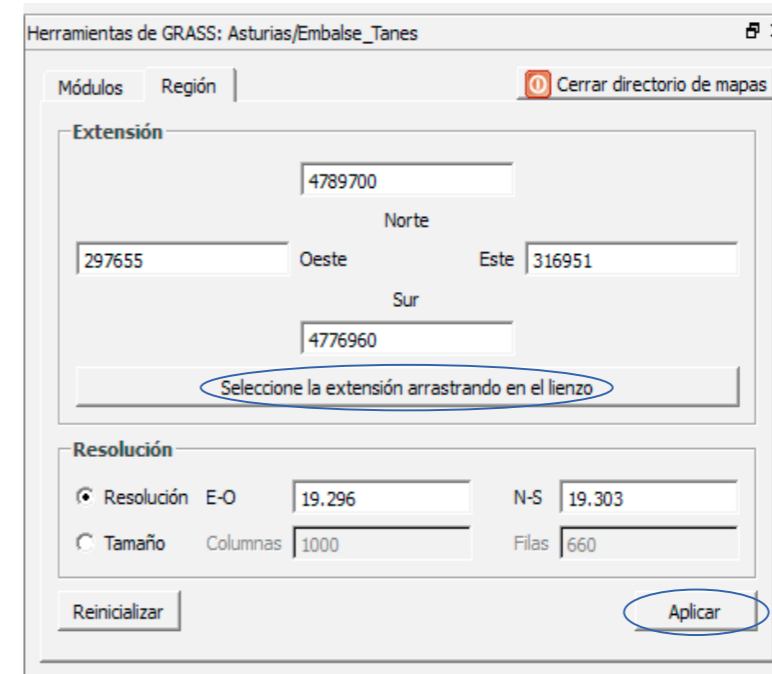 Herramientas de GRASS: Asturias/Embalse_Tanes
Módulos Región Cerrar directorio de mapas
Extensión
4789700
Norte
297655 Oeste Este 316951
Sur
4776960
Seleccione la extensión arrastrando en el lienzo
Resolución
Resolución E-O 19.296 N-S 19.303
Tamaño Columnas 1000 Filas 660
Reinicializar Aplicar